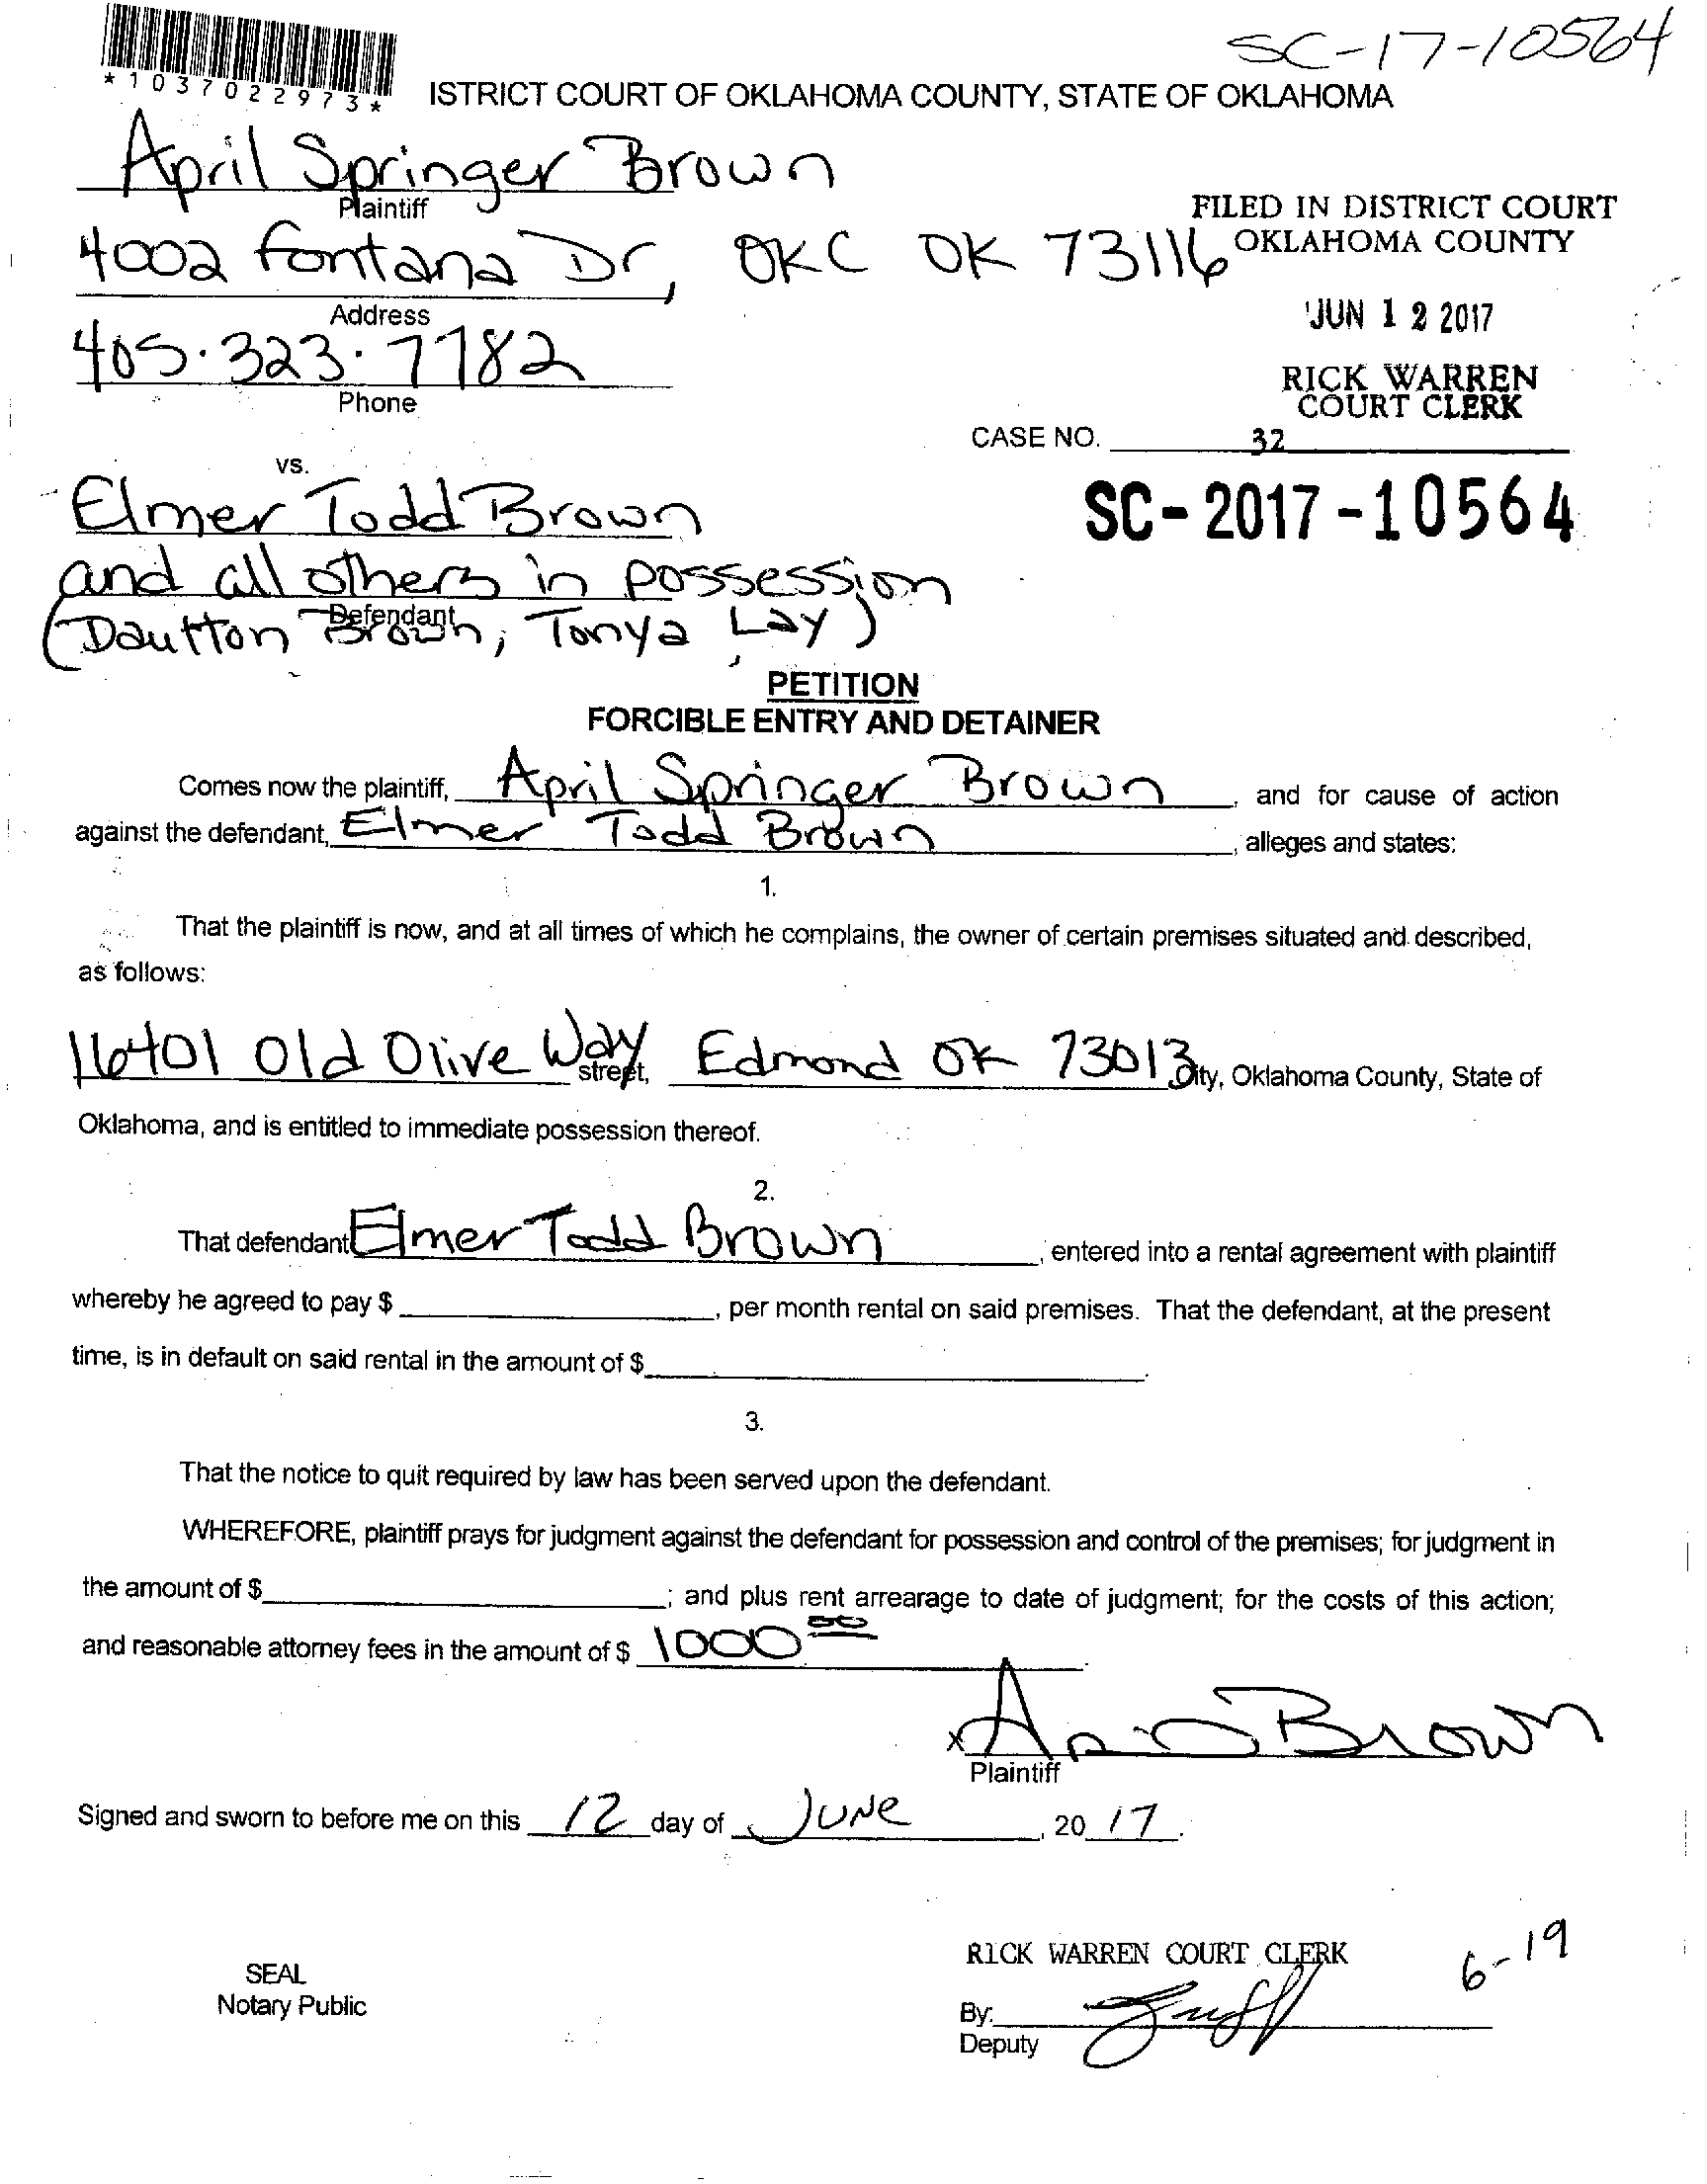 SC-17-10564
*1037022973*
ISTRICT COURT OF OKLAHOMA COUNTY, STATE OF OKLAHOMA
April Springer Brown
Plaintiff
FILED IN DISTRICT COURT
OKLAHOMA COUNTY
4002 Fontana Dr, OKC OK 73116
Address
JUN 12 2017
405.323.7782
Phone
RICK WARREN
COURT CLERK
CASE NO. 32
vs.
Elmer Todd Brown
SC-2017-10564
and all others in possession
Defendant
(Dautton Brown, Tonya Lay)
PETITION
FORCIBLE ENTRY AND DETAINER
Comes now the plaintiff, April Springer Brown, and for cause of action
against the defendant, Elmer Todd Brown, alleges and states:
1.
That the plaintiff is now, and at all times of which he complains, the owner of certain premises situated and described,
as follows:
16401 Old Olive Way street, Edmond OK 73013 City, Oklahoma County, State of
Oklahoma, and is entitled to immediate possession thereof.
2.
That defendant Elmer Todd Brown, entered into a rental agreement with plaintiff
whereby he agreed to pay $ , per month rental on said premises. That the defendant, at the present
time, is in default on said rental in the amount of $ .
3.
That the notice to quit required by law has been served upon the defendant.
WHEREFORE, plaintiff prays for judgment against the defendant for possession and control of the premises; for judgment in
the amount of $ ; and plus rent arrearage to date of judgment; for the costs of this action;
and reasonable attorney fees in the amount of $ 1000 00.
x Ap Brown
Plaintiff
Signed and sworn to before me on this 12 day of JUNE, 20 17.
RICK WARREN COURT CLERK
6-19
SEAL
Notary Public
By:
Deputy